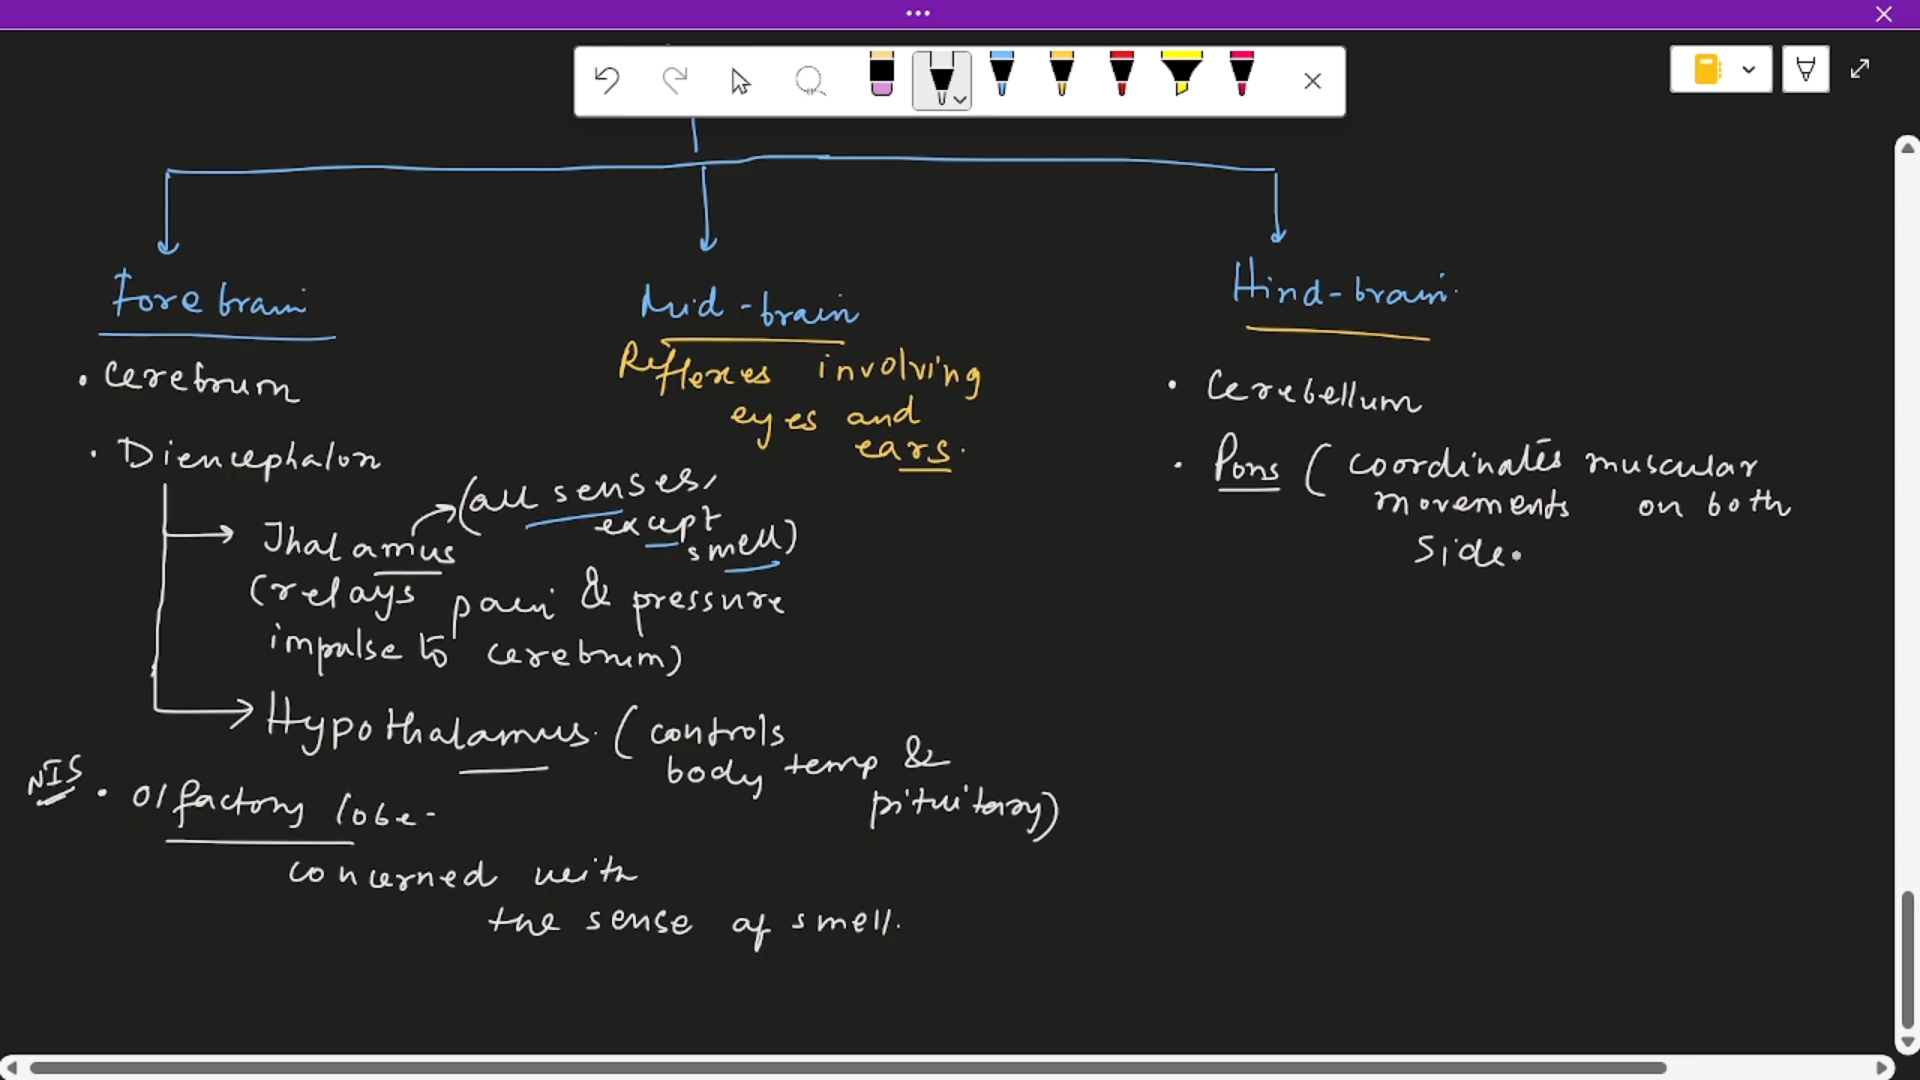 Forebrain
Mid-brain
Hind-brain.
• Cerebrum
• Diencephalon
Thalamus (all senses,
except
smell)
(relays pain & pressure
impulse to cerebrum)
Hypothalamus. (controls
body temp &
pituitary)
NIS • Olfactory lobe -
concerned with
the sense of smell.
Reflexes involving
eyes and
ears.
• Cerebellum
• Pons (coordinates muscular
movements on both
side.